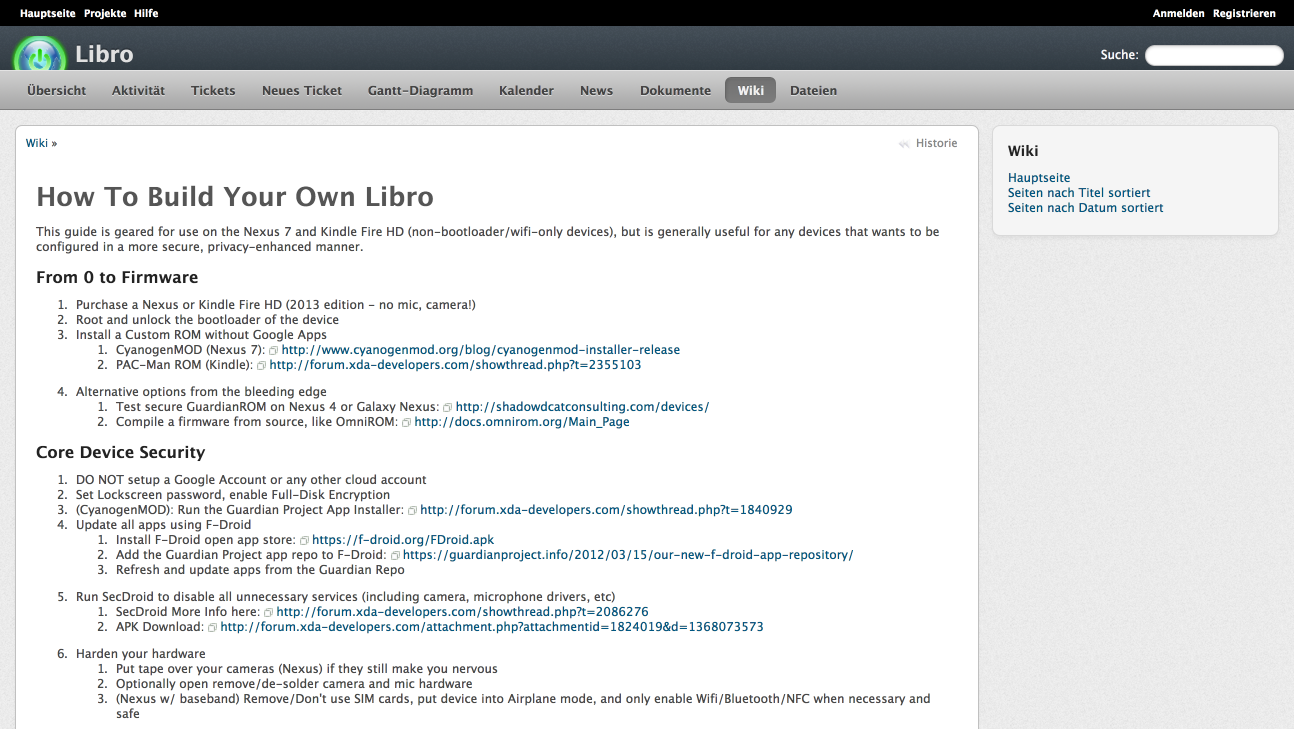 Hauptseite Projekte Hilfe
Anmelden Registrieren
Libro
Suche:
Übersicht Aktivität Tickets Neues Ticket Gantt-Diagramm Kalender News Dokumente Wiki Dateien
Wiki »
Historie
How To Build Your Own Libro
This guide is geared for use on the Nexus 7 and Kindle Fire HD (non-bootloader/wifi-only devices), but is generally useful for any devices that wants to be
configured in a more secure, privacy-enhanced manner.
From 0 to Firmware
1. Purchase a Nexus or Kindle Fire HD (2013 edition - no mic, camera!)
2. Root and unlock the bootloader of the device
3. Install a Custom ROM without Google Apps
1. CyanogenMOD (Nexus 7): http://www.cyanogenmod.org/blog/cyanogenmod-installer-release
2. PAC-Man ROM (Kindle): http://forum.xda-developers.com/showthread.php?t=2355103
4. Alternative options from the bleeding edge
1. Test secure GuardianROM on Nexus 4 or Galaxy Nexus: http://shadowdcatconsulting.com/devices/
2. Compile a firmware from source, like OmniROM: http://docs.omnirom.org/Main_Page
Core Device Security
1. DO NOT setup a Google Account or any other cloud account
2. Set Lockscreen password, enable Full-Disk Encryption
3. (CyanogenMOD): Run the Guardian Project App Installer: http://forum.xda-developers.com/showthread.php?t=1840929
4. Update all apps using F-Droid
1. Install F-Droid open app store: https://f-droid.org/FDroid.apk
2. Add the Guardian Project app repo to F-Droid: https://guardianproject.info/2012/03/15/our-new-f-droid-app-repository/
3. Refresh and update apps from the Guardian Repo
5. Run SecDroid to disable all unnecessary services (including camera, microphone drivers, etc)
1. SecDroid More Info here: http://forum.xda-developers.com/showthread.php?t=2086276
2. APK Download: http://forum.xda-developers.com/attachment.php?attachmentid=1824019&d=1368073573
6. Harden your hardware
1. Put tape over your cameras (Nexus) if they still make you nervous
2. Optionally open remove/de-solder camera and mic hardware
3. (Nexus w/ baseband) Remove/Don't use SIM cards, put device into Airplane mode, and only enable Wifi/Bluetooth/NFC when necessary and
safe
Wiki
Hauptseite
Seiten nach Titel sortiert
Seiten nach Datum sortiert